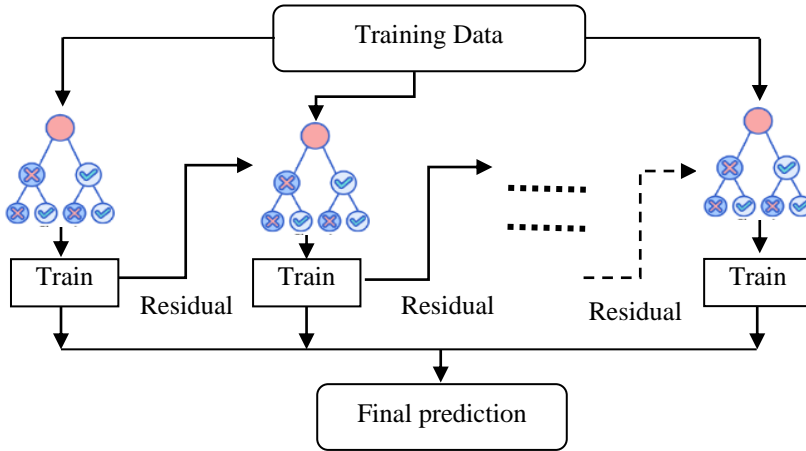 Training Data
Train
Train
Train
Residual
Residual
Residual
Final prediction